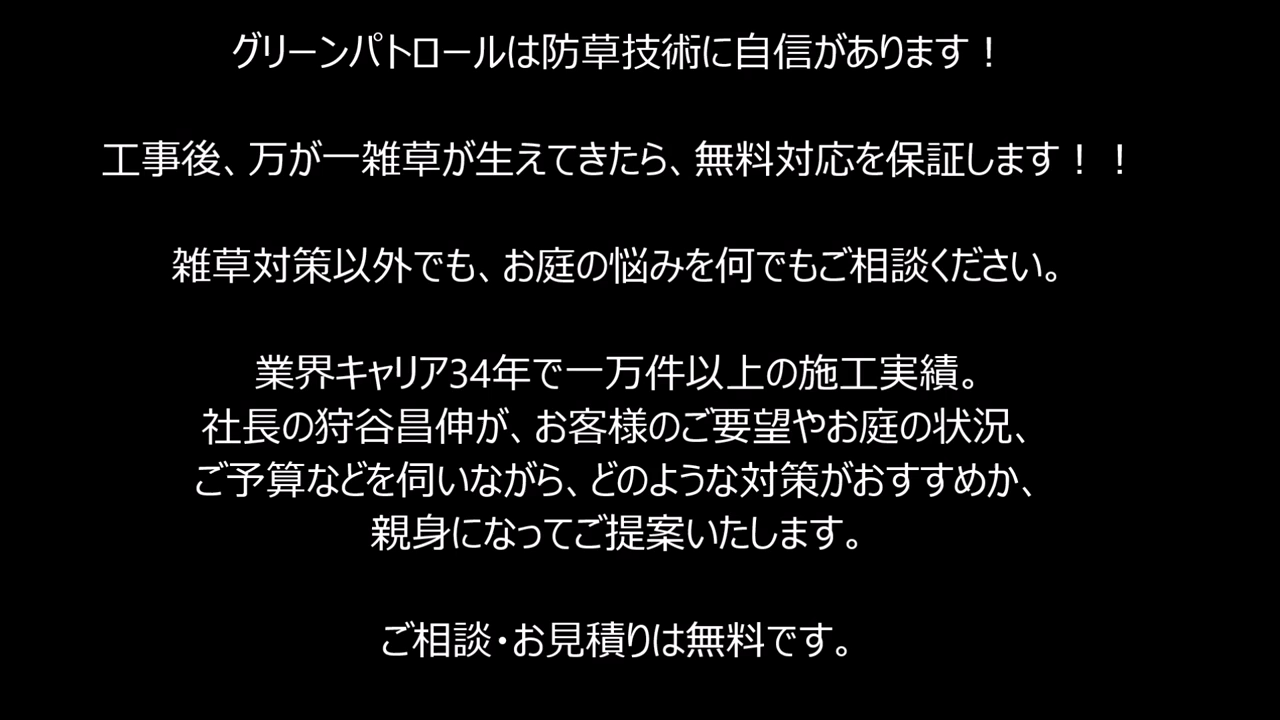 グリーンパトロールは防草技術に自信があります！
工事後、万が一雑草が生えてきたら、無料対応を保証します！！
雑草対策以外でも、お庭の悩みを何でもご相談ください。
業界キャリア34年で一万件以上の施工実績。
社長の狩谷昌伸が、お客様のご要望やお庭の状況、
ご予算などを伺いながら、どのような対策がおすすめか、
親身になってご提案いたします。
ご相談・お見積りは無料です。